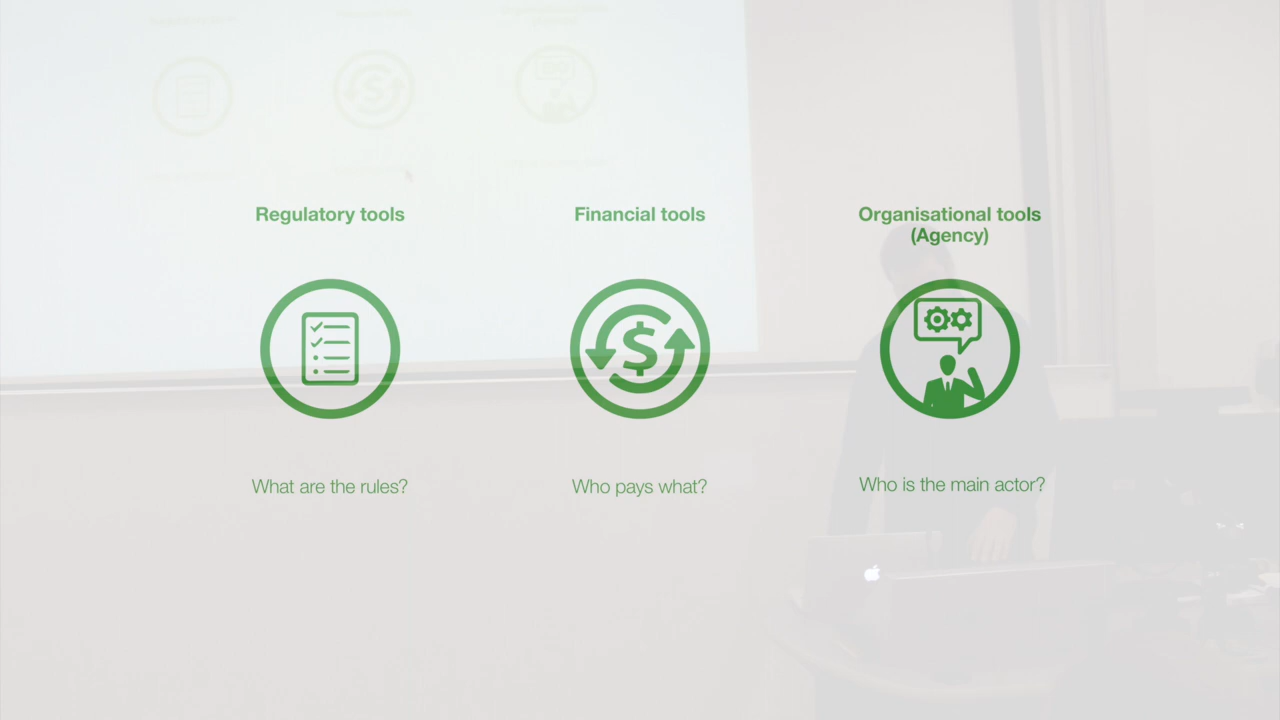 Regulatory tools
Financial tools
Organisational tools
(Agency)
$
What are the rules?
Who pays what?
Who is the main actor?